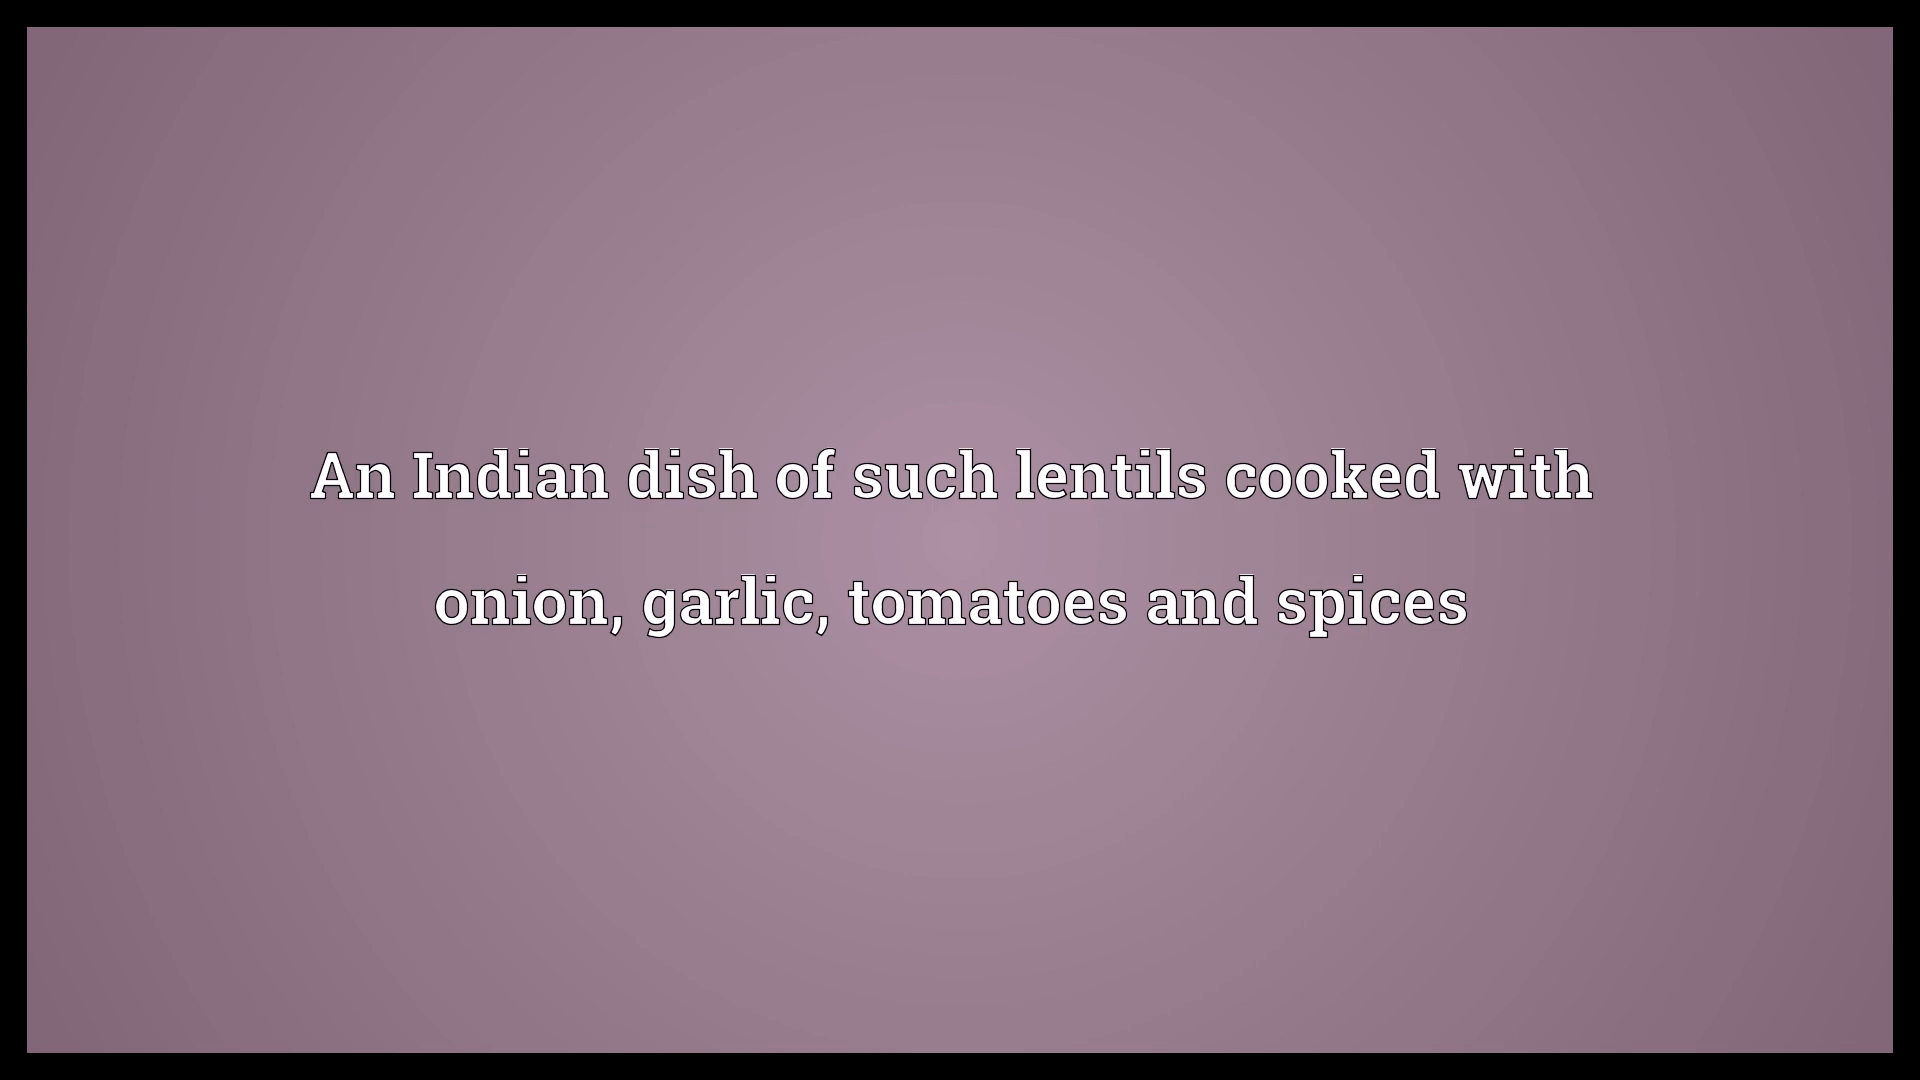 An Indian dish of such lentils cooked with
onion, garlic, tomatoes and spices